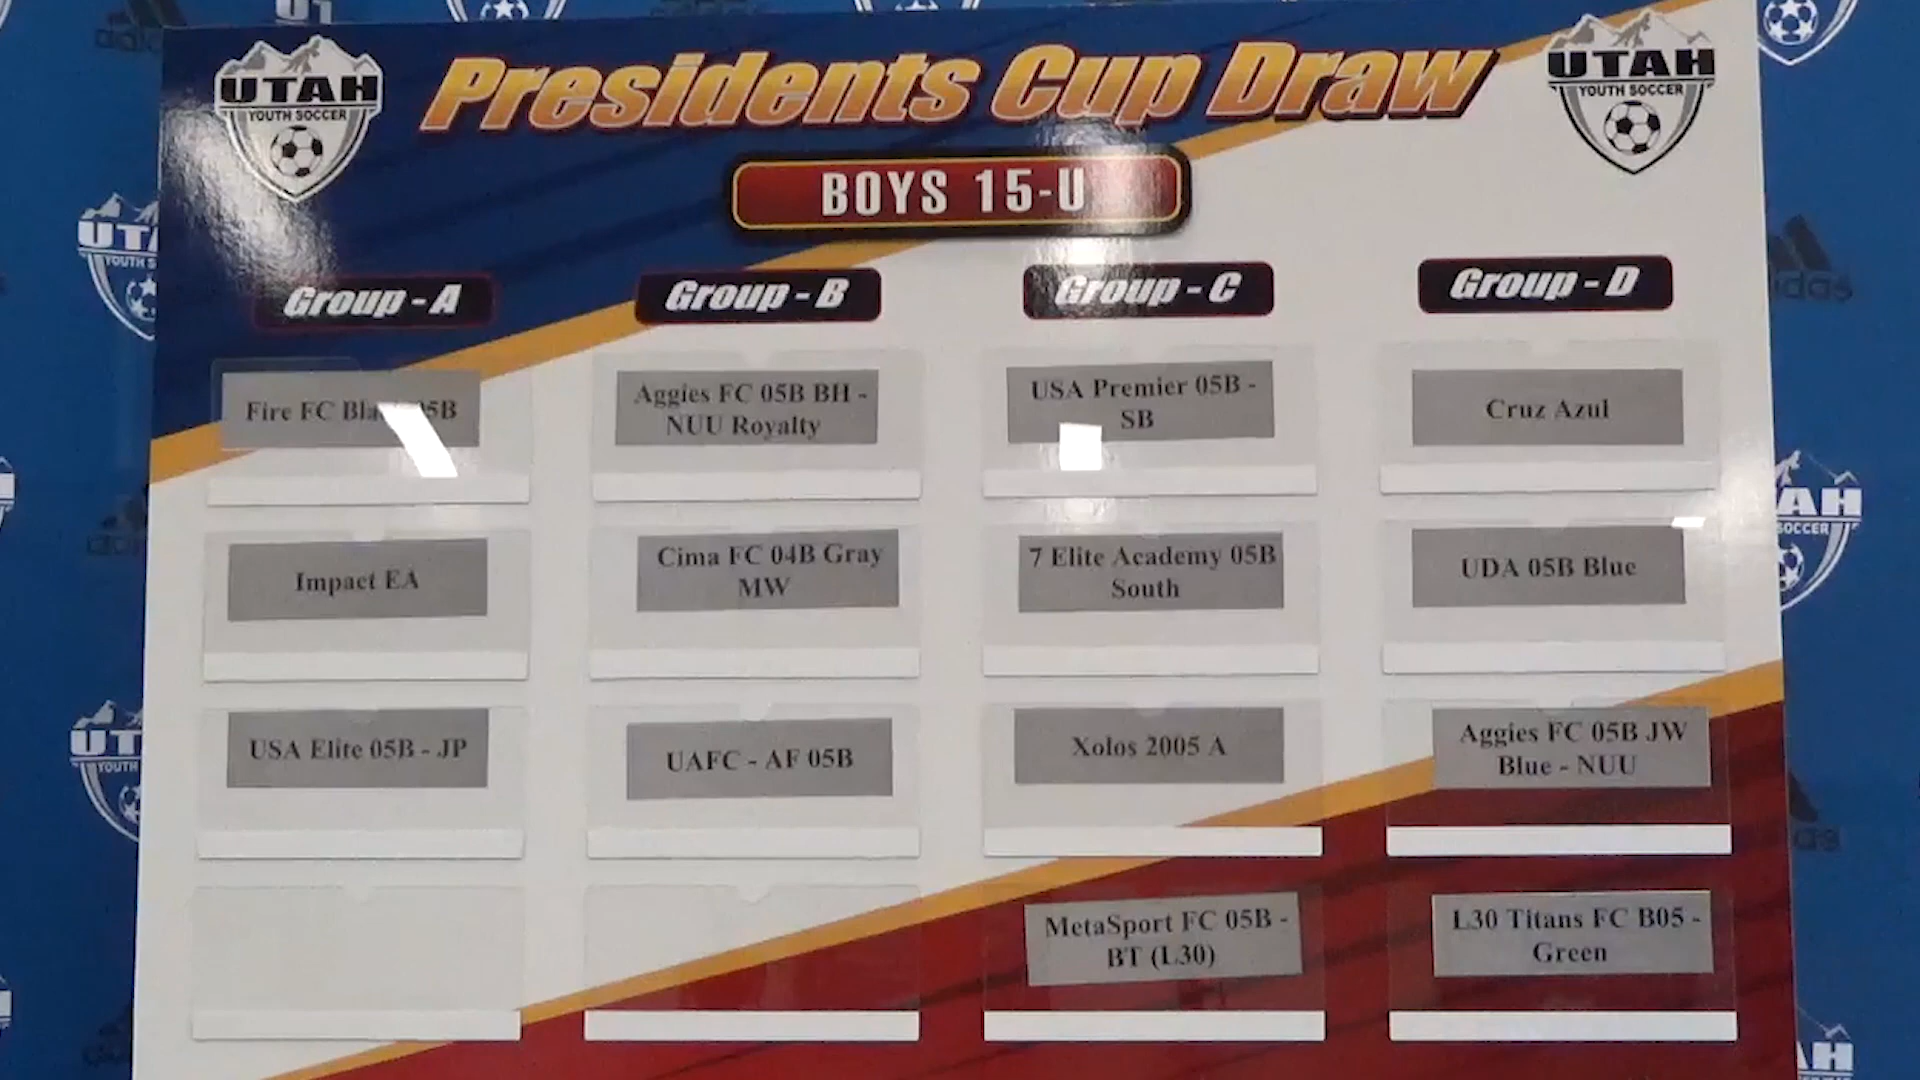 UTAH
YOUTH SOCCER
Presidents Cup Draw
UTAH
YOUTH SOCCER
BOYS 15-U
Group - A
Group - B
Group - C
Group - D
Fire FC 05B
Aggies FC 05B BH -
NUU Royalty
USA Premier 05B -
SB
Cruz Azul
Impact EA
Cima FC 04B Gray
MW
7 Elite Academy 05B
South
UDA 05B Blue
USA Elite 05B - JP
UAFC - AF 05B
Xolos 2005 A
Aggies FC 05B JW
Blue - NUU
MetaSport FC 05B -
BT (L30)
L30 Titans FC B05 -
Green